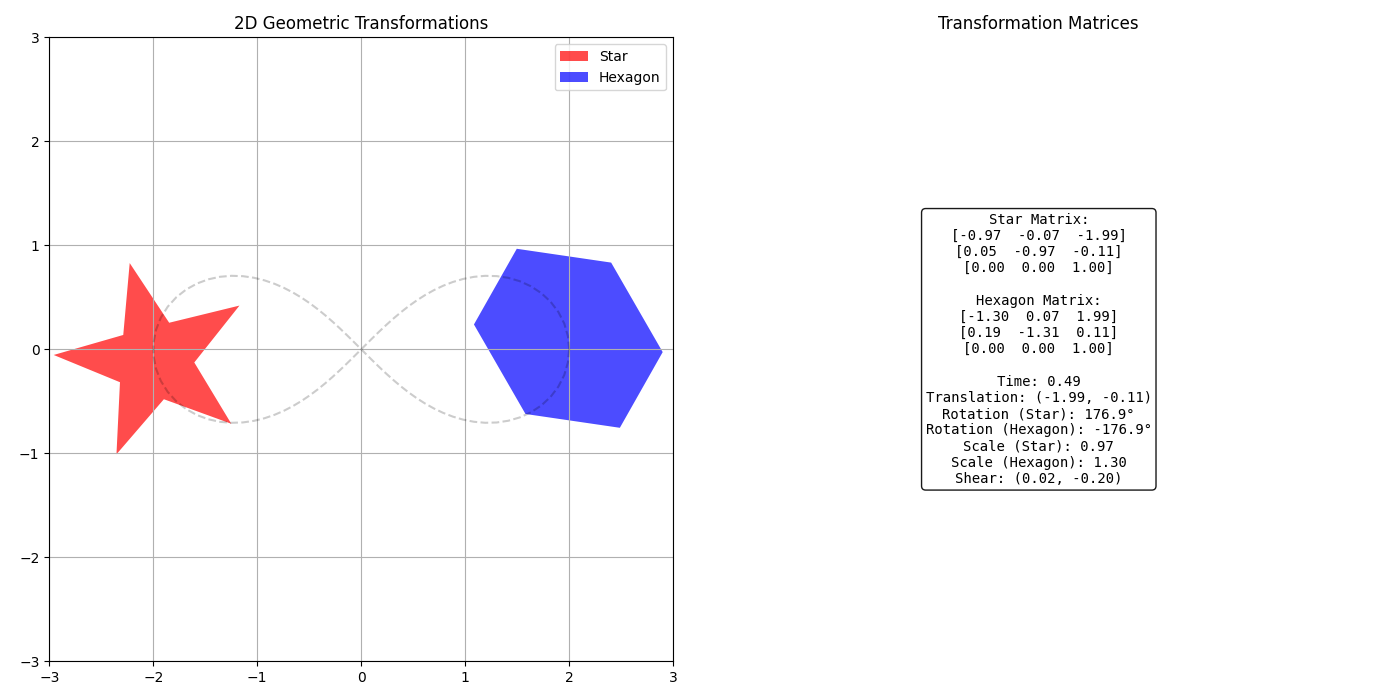 2D Geometric Transformations
Star
Hexagon
3
2
1
0
−1
−2
−3
−3
−2
−1
0
1
2
3
Transformation Matrices
Star Matrix:
[-0.97  -0.07  -1.99]
[0.05  -0.97  -0.11]
[0.00  0.00  1.00]
Hexagon Matrix:
[-1.30  0.07  1.99]
[0.19  -1.31  0.11]
[0.00  0.00  1.00]
Time: 0.49
Translation: (-1.99, -0.11)
Rotation (Star): 176.9°
Rotation (Hexagon): -176.9°
Scale (Star): 0.97
Scale (Hexagon): 1.30
Shear: (0.02, -0.20)